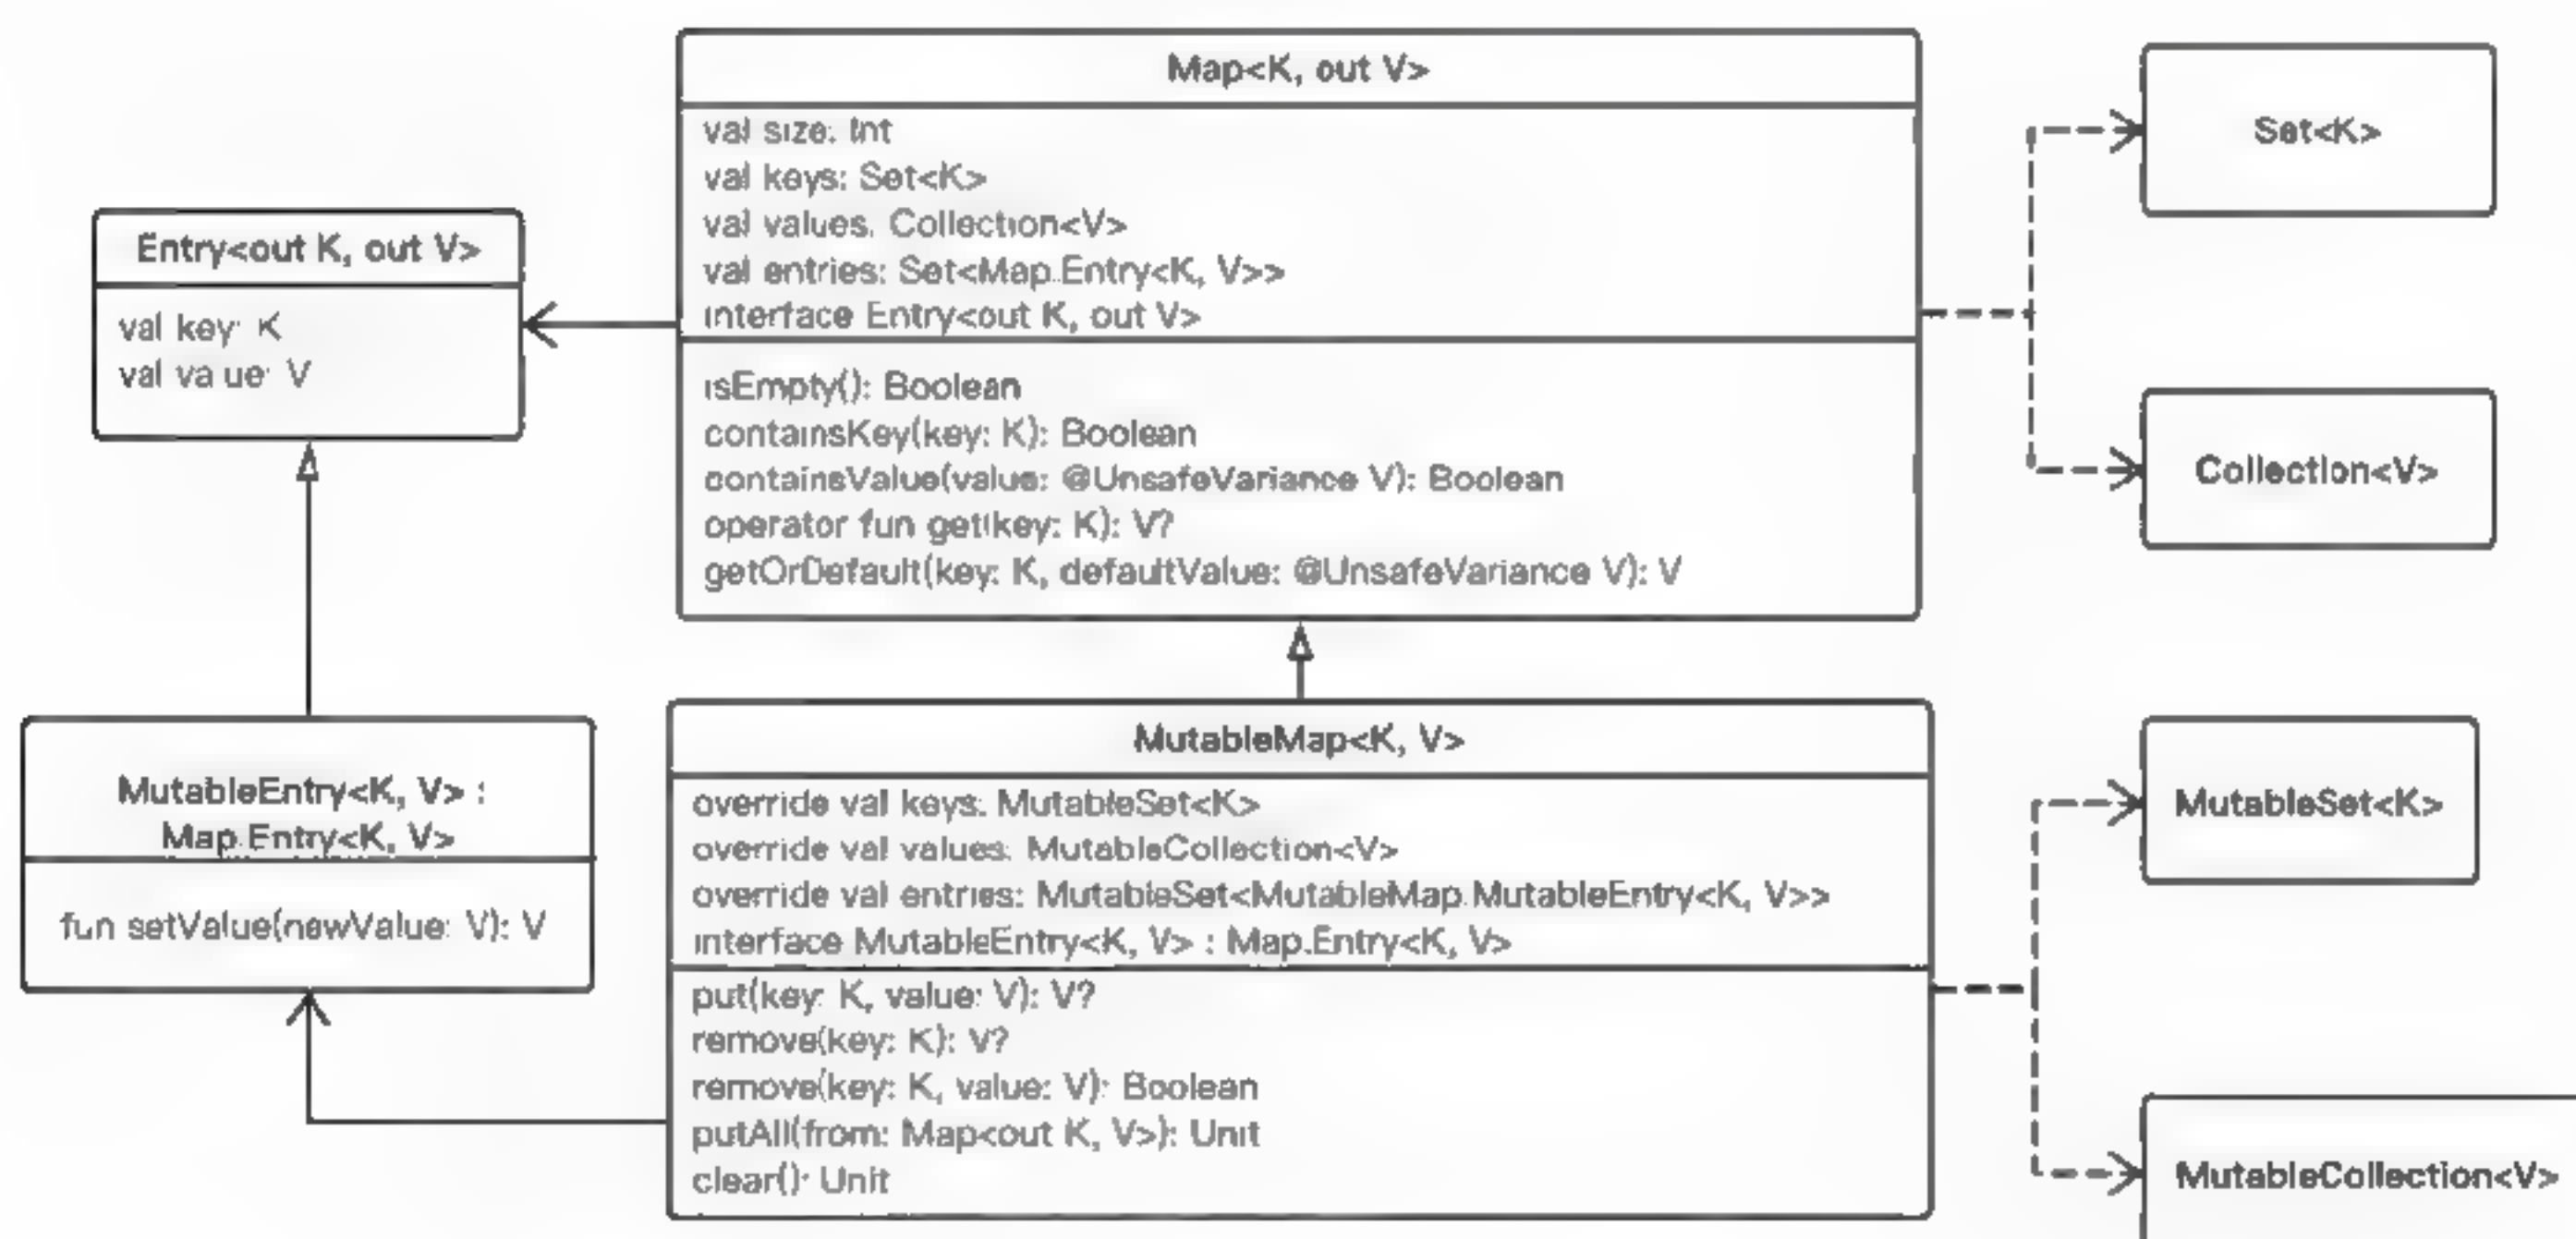 Map<K, out V>
val size: Int
val keys: Set<K>
val values: Collection<V>
val entries: Set<Map.Entry<K, V>>
interface Entry<out K, out V>
isEmpty(): Boolean
containsKey(key: K): Boolean
containsValue(value: @UnsafeVariance V): Boolean
operator fun get(key: K): V?
getOrDefault(key: K, defaultValue: @UnsafeVariance V): V
Entry<out K, out V>
val key: K
val value: V
Set<K>
Collection<V>
MutableEntry<K, V> :
Map.Entry<K, V>
fun setValue(newValue: V): V
MutableMap<K, V>
override val keys: MutableSet<K>
override val values: MutableCollection<V>
override val entries: MutableSet<MutableMap.MutableEntry<K, V>>
interface MutableEntry<K, V> : Map.Entry<K, V>
put(key: K, value: V): V?
remove(key: K): V?
remove(key: K, value: V): Boolean
putAll(from: Map<out K, V>): Unit
clear(): Unit
MutableSet<K>
MutableCollection<V>